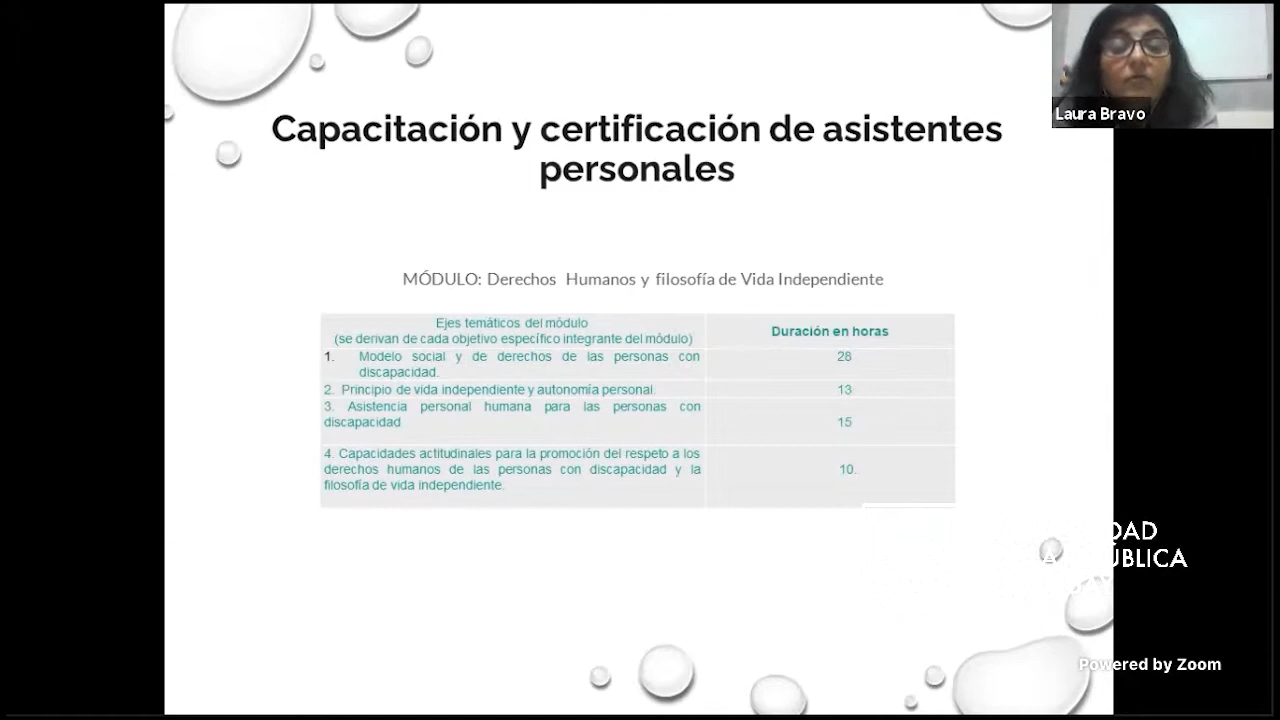 Laura Bravo
Capacitación y certificación de asistentes
personales
MÓDULO: Derechos Humanos y filosofía de Vida Independiente
Ejes temáticos del módulo
(se derivan de cada objetivo específico integrante del módulo)
Duración en horas
1. Modelo social y de derechos de las personas con
discapacidad.
28
2. Principio de vida independiente y autonomía personal.
13
3. Asistencia personal humana para las personas con
discapacidad
15
4. Capacidades actitudinales para la promoción del respeto a los
derechos humanos de las personas con discapacidad y la
filosofía de vida independiente.
10.
DAD
ÚBLICA
Powered by Zoom